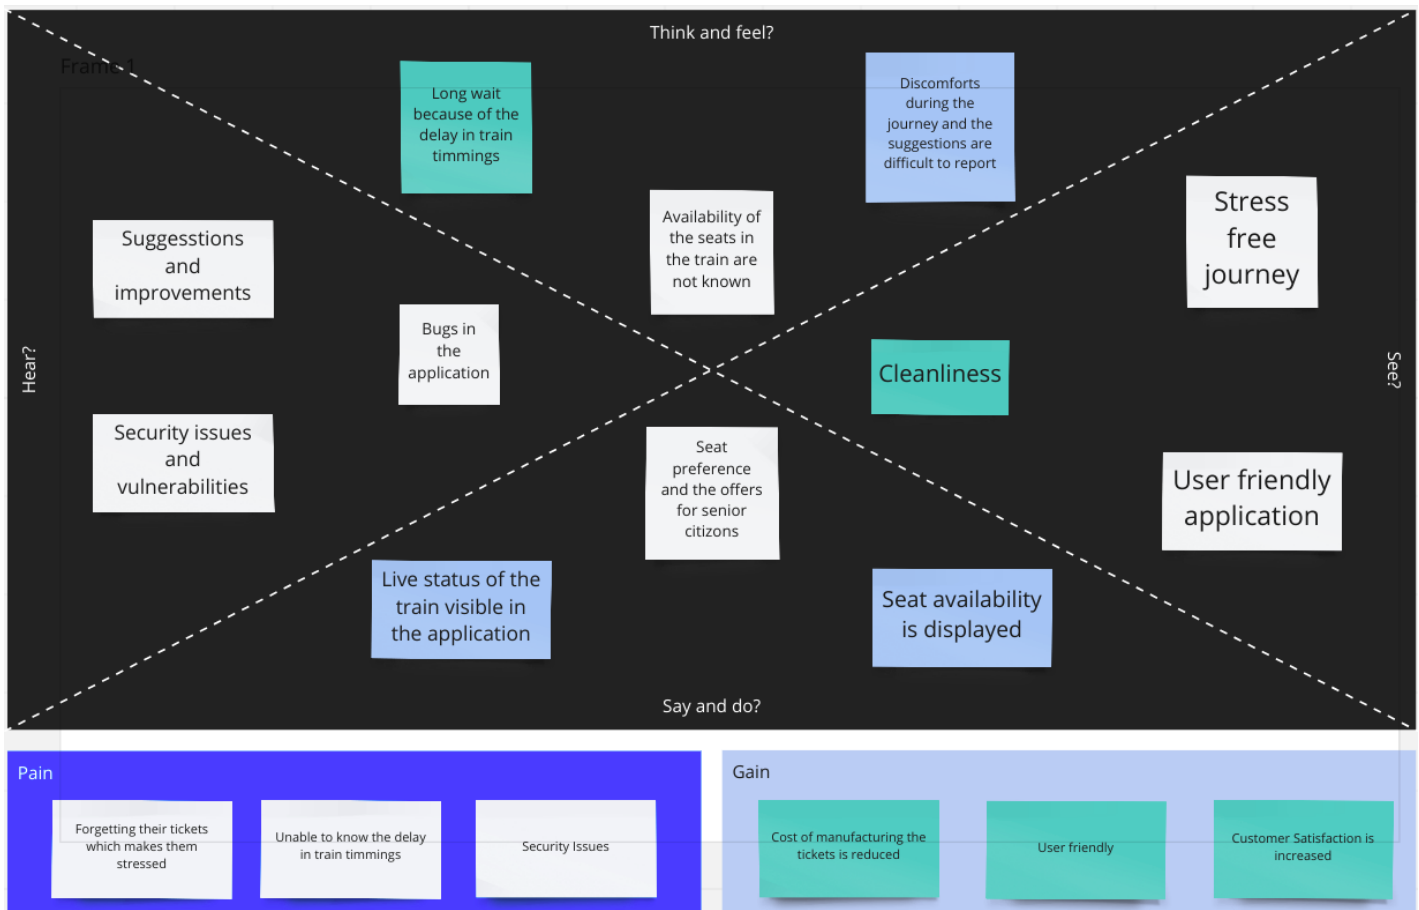 Think and feel?
Frame 1
Long wait
because of the
delay in train
timmings
Discomforts
during the
journey and the
suggestions are
difficult to report
Availability of
the seats in
the train are
not known
Hear?
Suggesstions
and
improvements
Bugs in
the
application
Security issues
and
vulnerabilities
Stress
free
journey
Cleanliness
See?
User friendly
application
Seat
preference
and the offers
for senior
citizons
Live status of the
train visible in
the application
Seat availability
is displayed
Say and do?
Pain
Forgetting their tickets
which makes them
stressed
Unable to know the delay
in train timmings
Security Issues
Gain
Cost of manufacturing the
tickets is reduced
User friendly
Customer Satisfaction is
increased